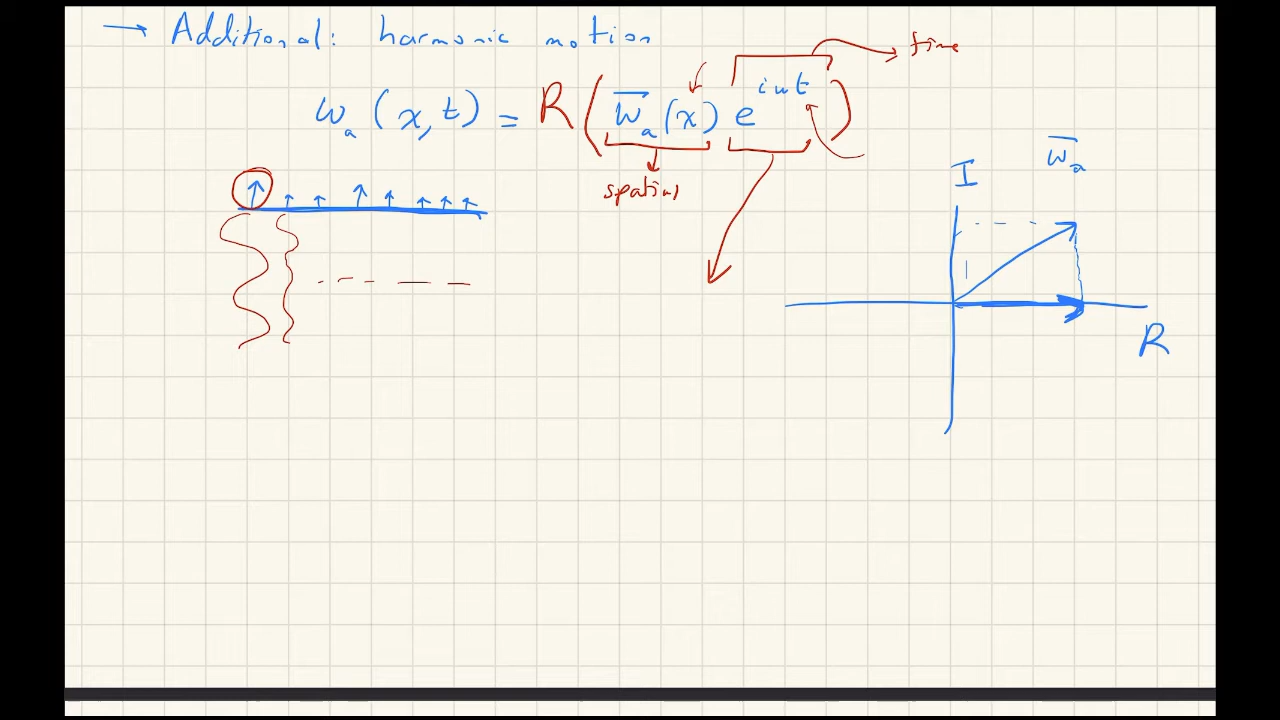 → Additional: harmonic motion
time
w_a (x,t) = R ( w̅_a (x) e^{iωt} )
spatial
I
w̅_a
R